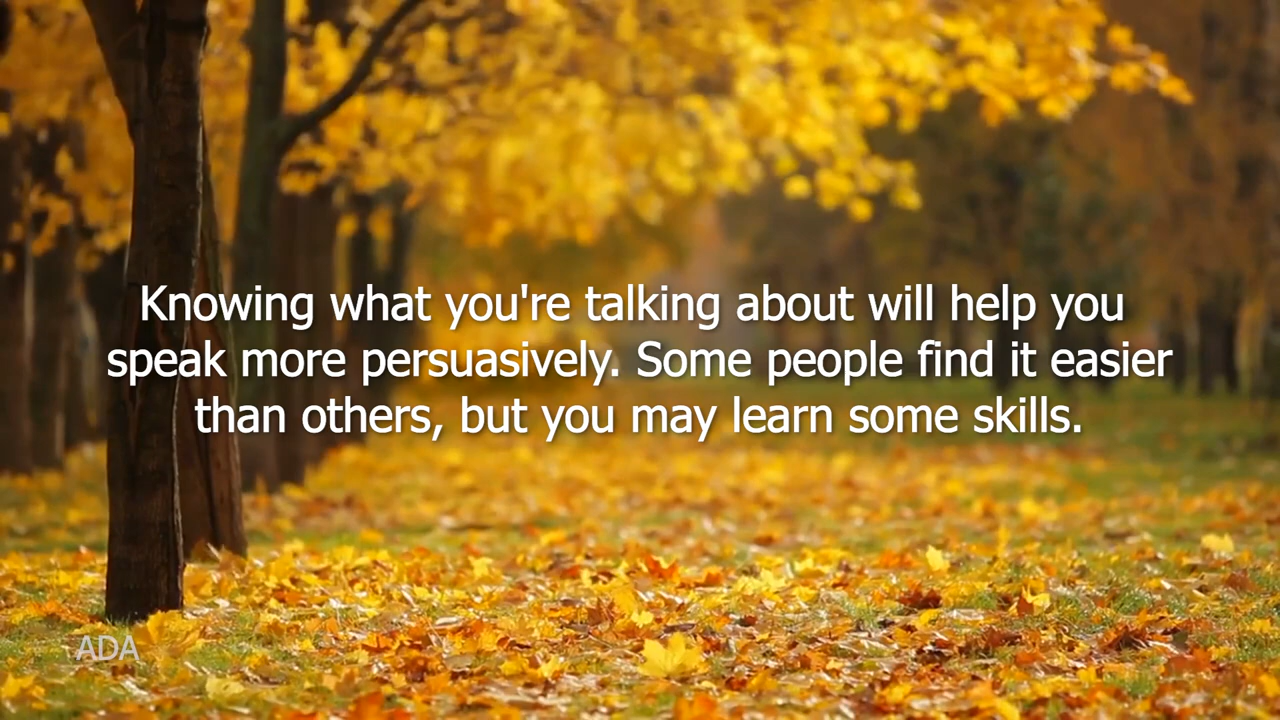 Knowing what you're talking about will help you
speak more persuasively. Some people find it easier
than others, but you may learn some skills.
ADA